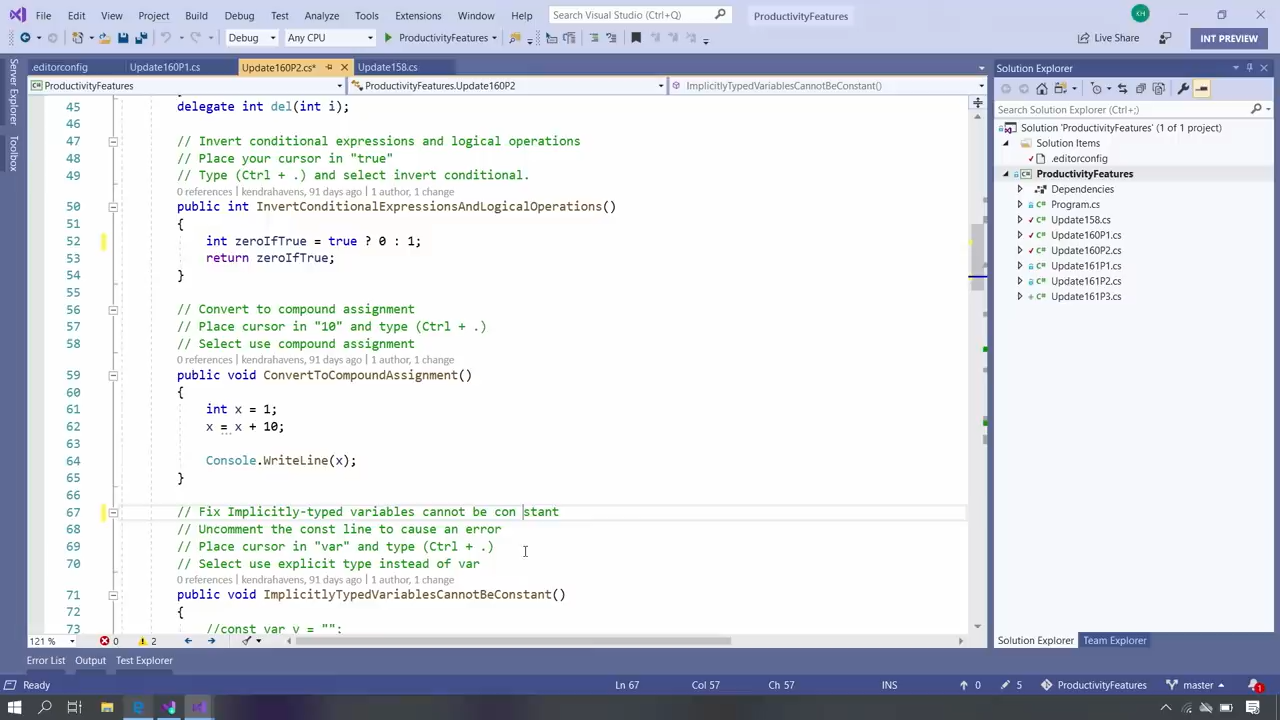 File Edit View Project Build Debug Test Analyze Tools Extensions Window Help Search Visual Studio (Ctrl+Q) ProductivityFeatures KH
Debug Any CPU ProductivityFeatures Live Share INT PREVIEW
Server Explorer
Toolbox
.editorconfig Update160P1.cs Update160P2.cs* Update158.cs
ProductivityFeatures ProductivityFeatures.Update160P2 ImplicitlyTypedVariablesCannotBeConstant()
45 delegate int del(int i);
46
47 // Invert conditional expressions and logical operations
48 // Place your cursor in "true"
49 // Type (Ctrl + .) and select invert conditional.
0 references | kendrahavens, 91 days ago | 1 author, 1 change
50 public int InvertConditionalExpressionsAndLogicalOperations()
51 {
52 int zeroIfTrue = true ? 0 : 1;
53 return zeroIfTrue;
54 }
55
56 // Convert to compound assignment
57 // Place cursor in "10" and type (Ctrl + .)
58 // Select use compound assignment
0 references | kendrahavens, 91 days ago | 1 author, 1 change
59 public void ConvertToCompoundAssignment()
60 {
61 int x = 1;
62 x = x + 10;
63
64 Console.WriteLine(x);
65 }
66
67 // Fix Implicitly-typed variables cannot be con stant
68 // Uncomment the const line to cause an error
69 // Place cursor in "var" and type (Ctrl + .)
70 // Select use explicit type instead of var
0 references | kendrahavens, 91 days ago | 1 author, 1 change
71 public void ImplicitlyTypedVariablesCannotBeConstant()
72 {
73 //const var y = "";
121 % 0 2
Solution Explorer
Search Solution Explorer (Ctrl+;)
Solution 'ProductivityFeatures' (1 of 1 project)
Solution Items
.editorconfig
ProductivityFeatures
Dependencies
Program.cs
Update158.cs
Update160P1.cs
Update160P2.cs
Update161P1.cs
Update161P2.cs
Update161P3.cs
Solution Explorer Team Explorer
Error List Output Test Explorer
Ready Ln 67 Col 57 Ch 57 INS 0 5 ProductivityFeatures master 1